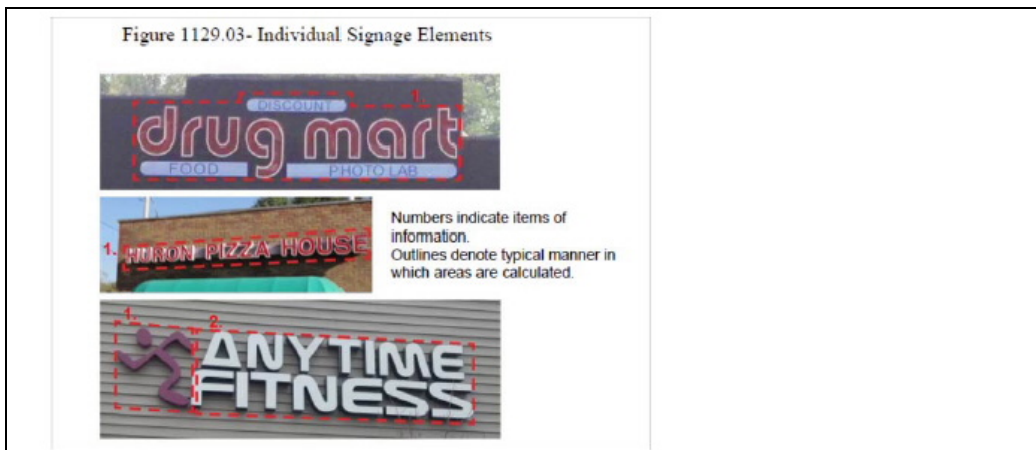 Figure 1129.03- Individual Signage Elements
1.
DISCOUNT
drug mart
FOOD
PHOTO LAB
1.
HURON PIZZA HOUSE
Numbers indicate items of
information.
Outlines denote typical manner in
which areas are calculated.
1.
2.
ANYTIME
FITNESS